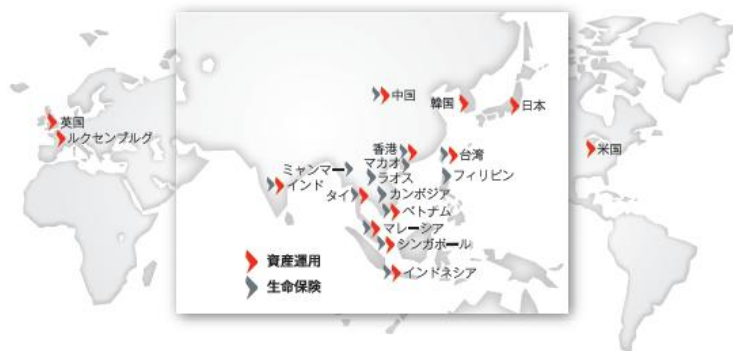 英国
ルクセンブルグ
中国
韓国
日本
香港
マカオ
台湾
ミャンマー
ラオス
フィリピン
インド
タイ
カンボジア
ベトナム
マレーシア
シンガポール
インドネシア
米国
資産運用
生命保険